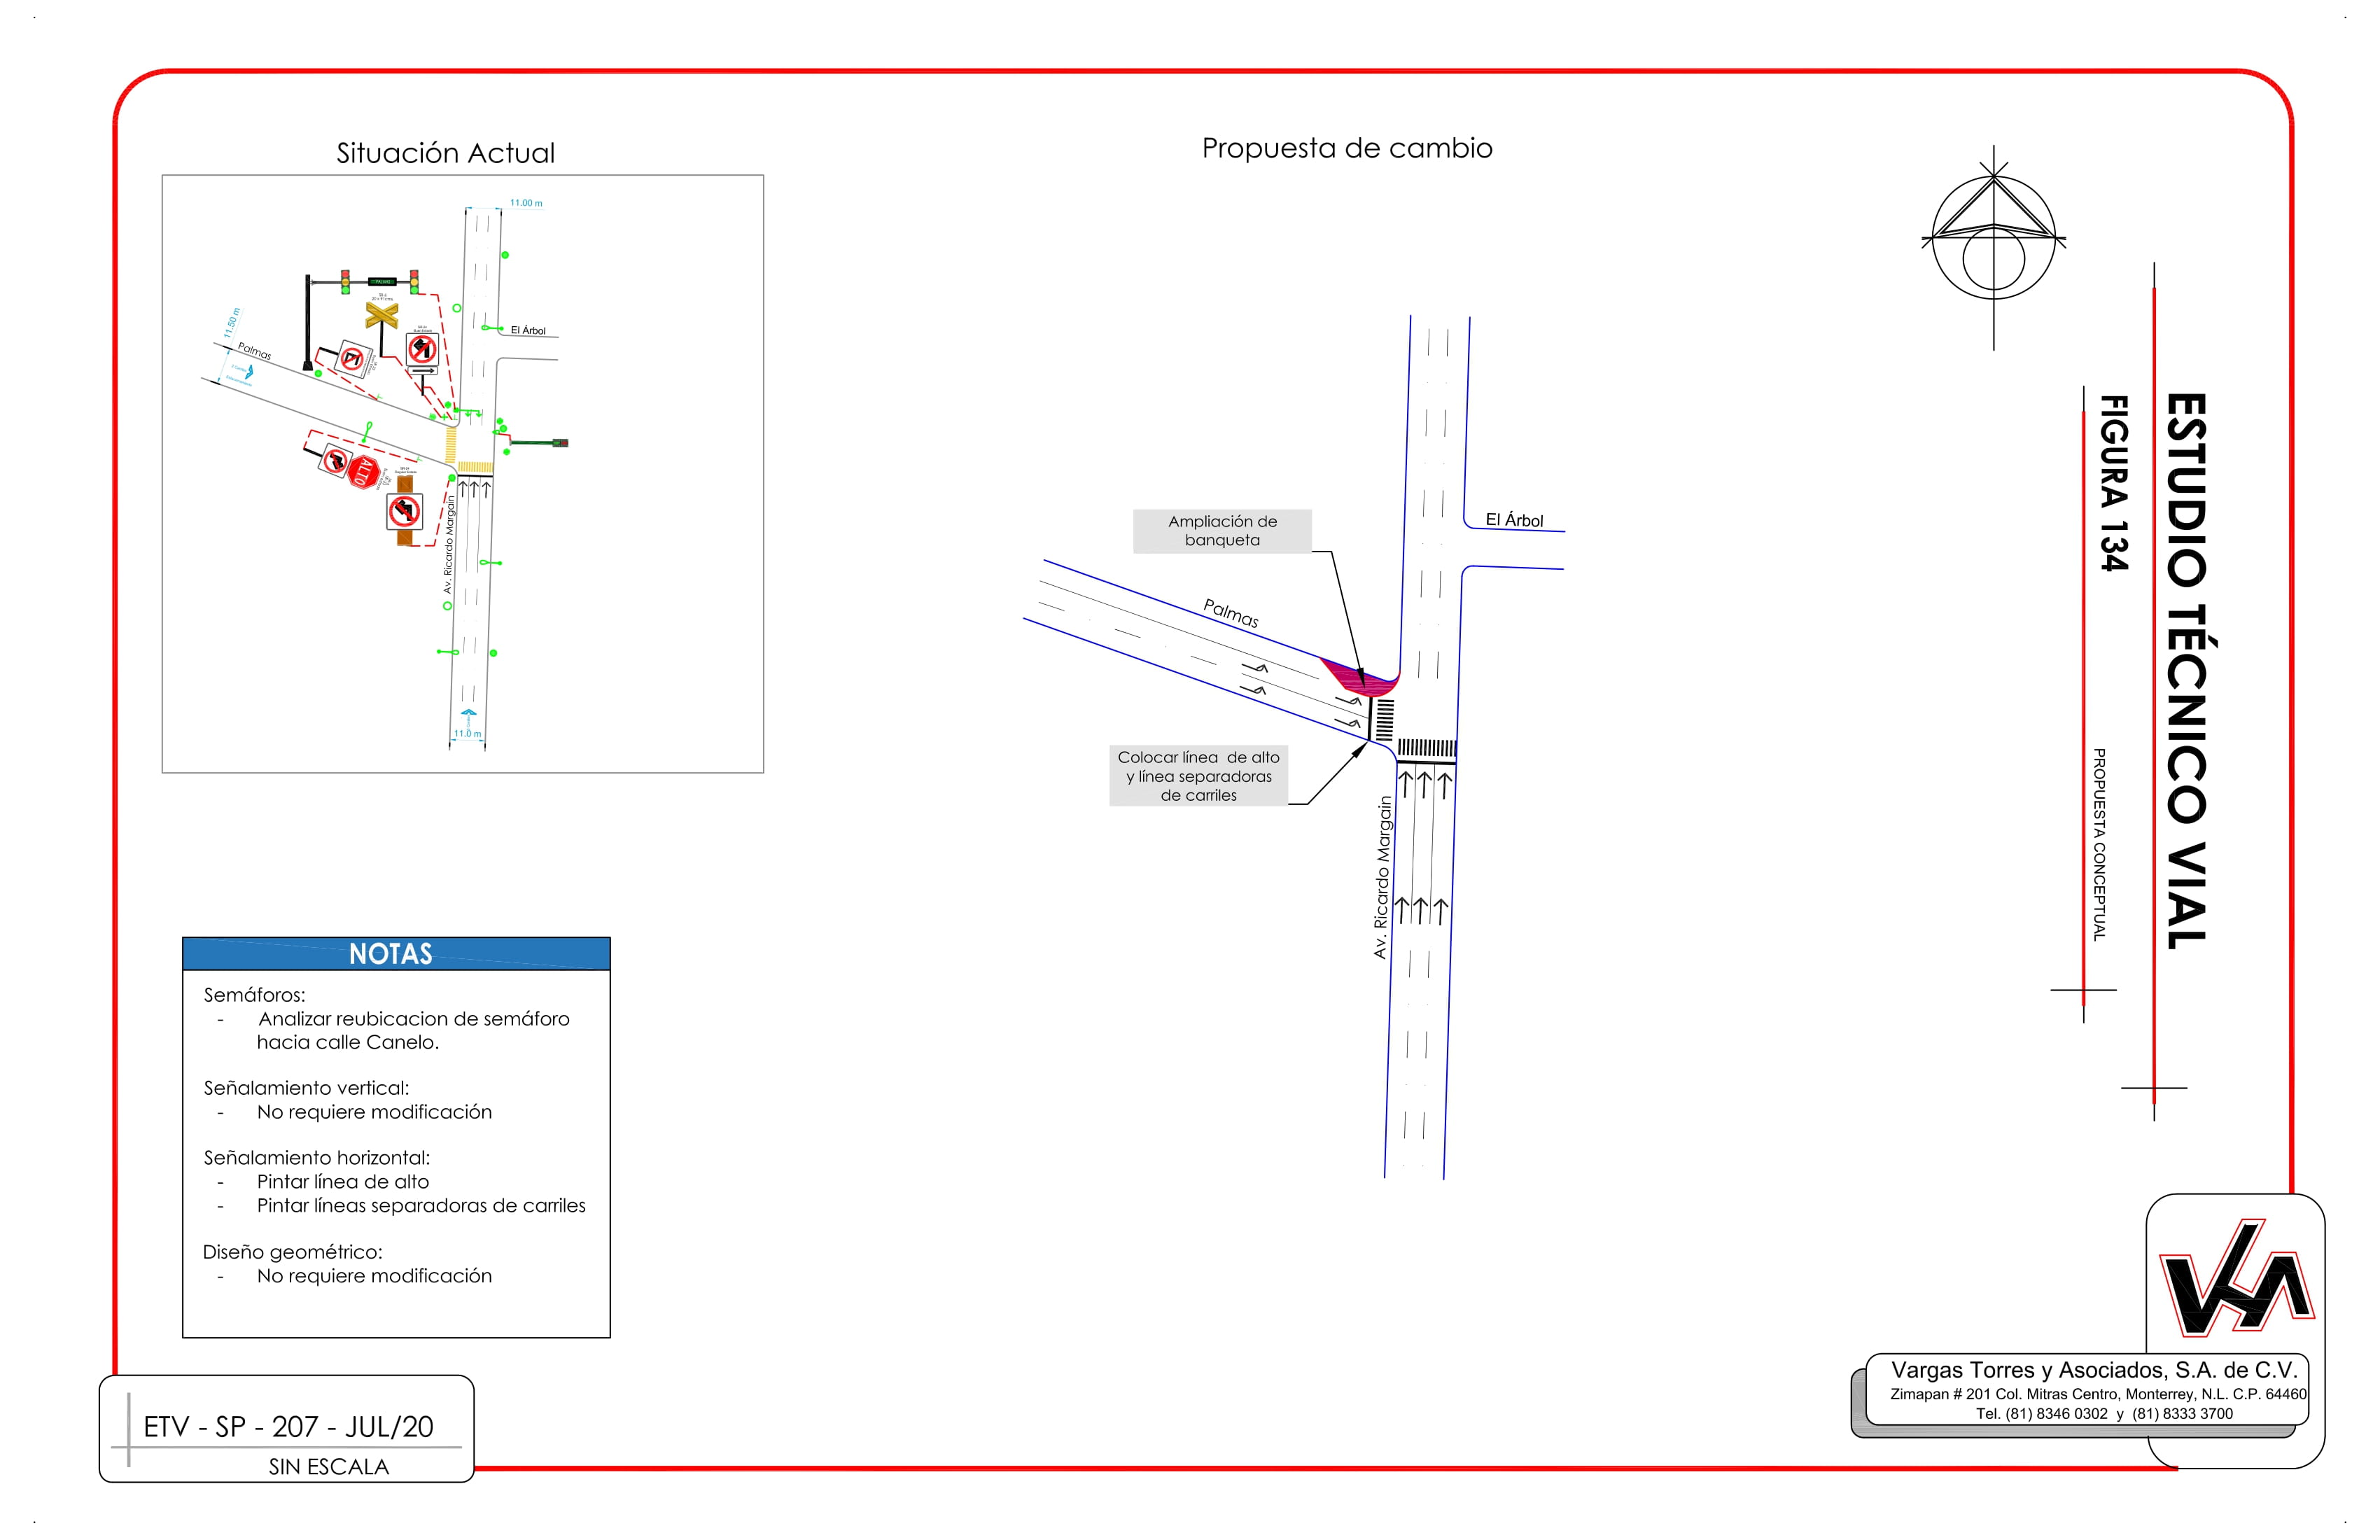 Situación Actual
11.00 m
PALMAS
El Árbol
11.50 m
Palmas
ALTO
Av. Ricardo Margain
11.0 m
Propuesta de cambio
Ampliación de
banqueta
El Árbol
Palmas
Colocar línea de alto
y línea separadoras
de carriles
Av. Ricardo Margain
NOTAS
Semáforos:
- Analizar reubicacion de semáforo
hacia calle Canelo.
Señalamiento vertical:
- No requiere modificación
Señalamiento horizontal:
- Pintar línea de alto
- Pintar líneas separadoras de carriles
Diseño geométrico:
- No requiere modificación
ETV - SP - 207 - JUL/20
SIN ESCALA
ESTUDIO TÉCNICO VIAL
FIGURA 134
PROPUESTA CONCEPTUAL
Vargas Torres y Asociados, S.A. de C.V.
Zimapan # 201 Col. Mitras Centro, Monterrey, N.L. C.P. 64460
Tel. (81) 8346 0302 y (81) 8333 3700